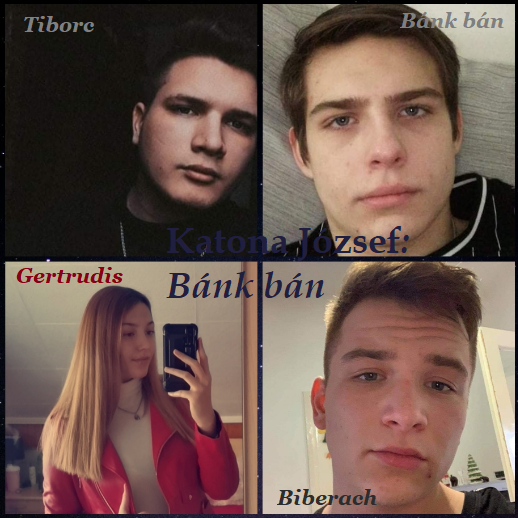 Tiborc
Bánk bán
Katona József:
Bánk bán
Gertrudis
Biberach